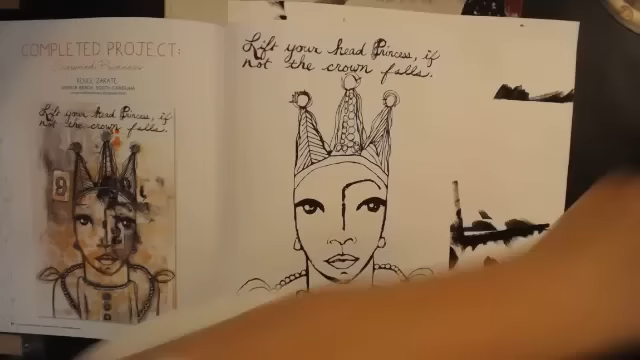 COMPLETED PROJECT:
Lift your head Princess, if
not the crown falls.
Lift your head Princess, if
not the crown falls.